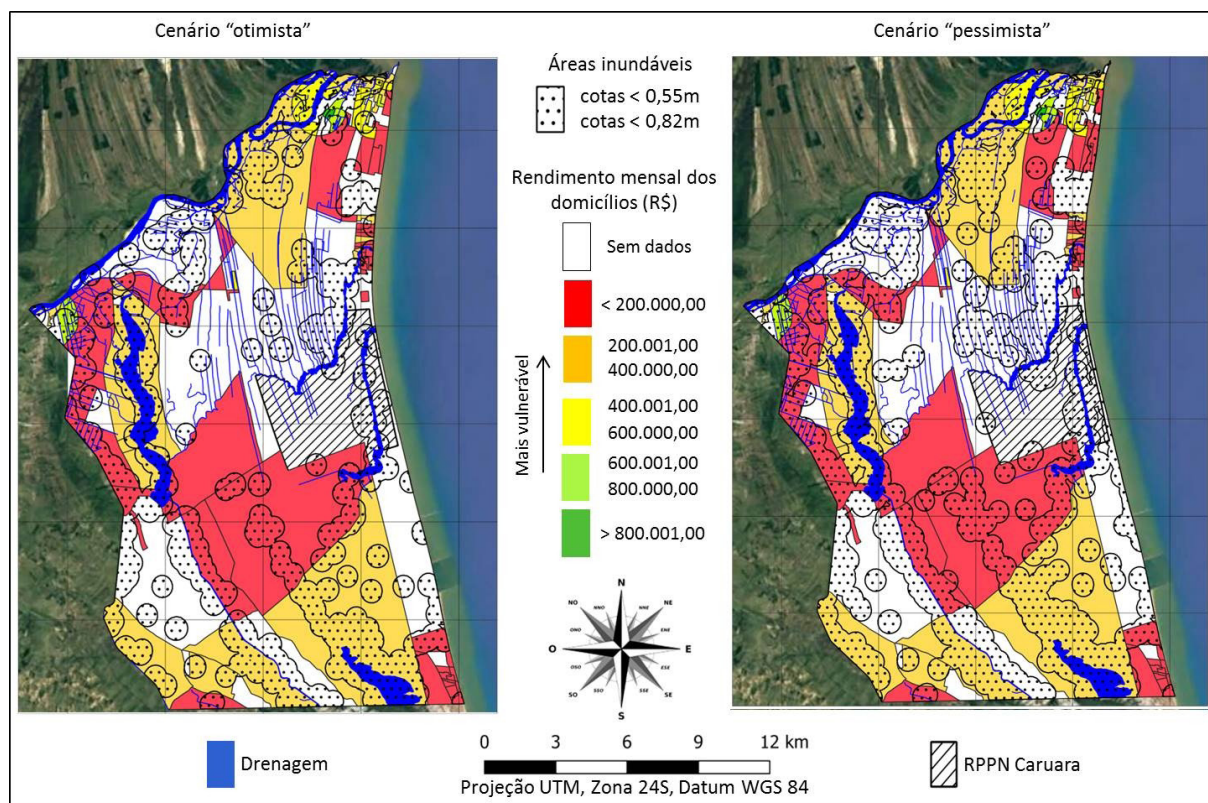 Cenário “otimista”
Cenário “pessimista”
Áreas inundáveis
cotas < 0,55m
cotas < 0,82m
Rendimento mensal dos
domicílios (R$)
Sem dados
< 200.000,00
200.001,00
400.000,00
400.001,00
600.000,00
600.001,00
800.000,00
> 800.001,00
Mais vulnerável
N
NNO
NNE
NO
NE
ONO
ENE
O
E
OSO
ESE
SO
SE
SSO
SSE
S
Drenagem
0 3 6 9 12 km
Projeção UTM, Zona 24S, Datum WGS 84
RPPN Caruara